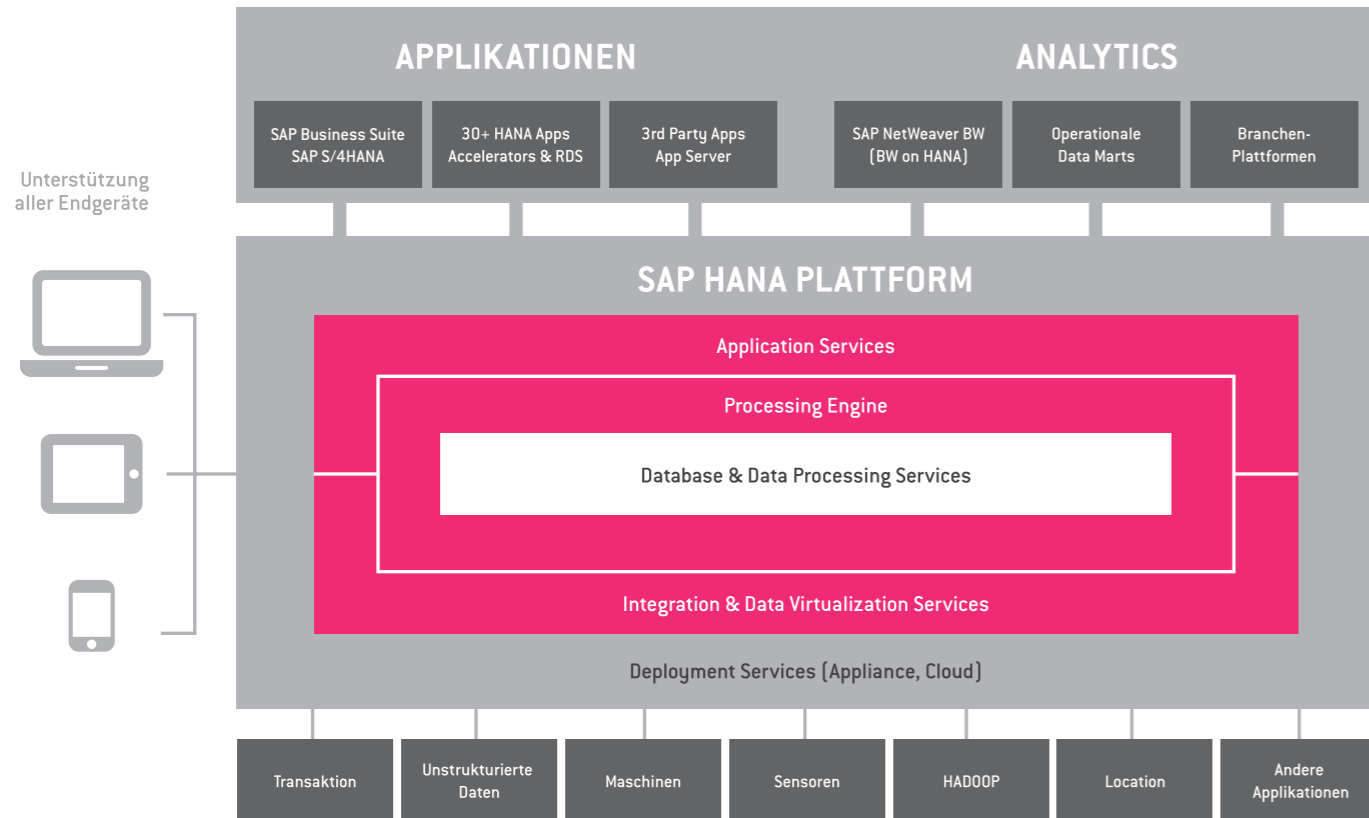 APPLIKATIONEN
ANALYTICS
SAP Business Suite
SAP S/4HANA
30+ HANA Apps
Accelerators & RDS
3rd Party Apps
App Server
SAP NetWeaver BW
(BW on HANA)
Operationale
Data Marts
Branchen-
Plattformen
Unterstützung
aller Endgeräte
SAP HANA PLATTFORM
Application Services
Processing Engine
Database & Data Processing Services
Integration & Data Virtualization Services
Deployment Services (Appliance, Cloud)
Transaktion
Unstrukturierte
Daten
Maschinen
Sensoren
HADOOP
Location
Andere
Applikationen